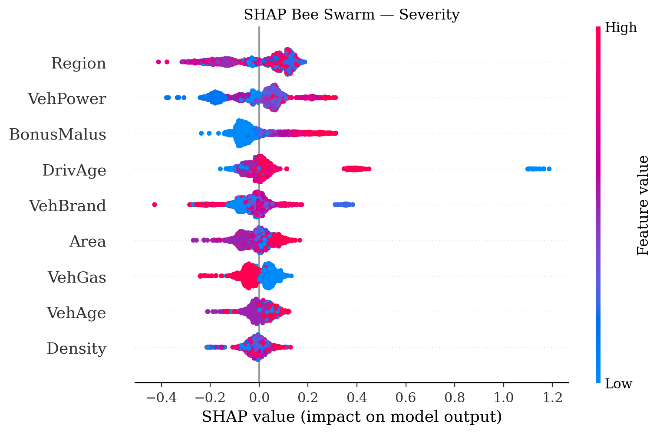 SHAP Bee Swarm — Severity
High
Region
VehPower
BonusMalus
DrivAge
VehBrand
Area
VehGas
VehAge
Density
Feature value
Low
−0.4 −0.2 0.0 0.2 0.4 0.6 0.8 1.0 1.2
SHAP value (impact on model output)